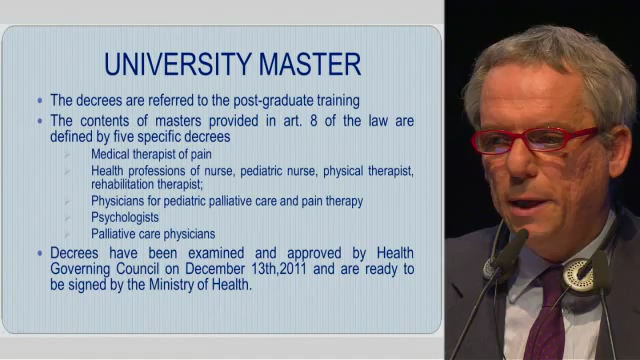 UNIVERSITY MASTER
The decrees are referred to the post-graduate training
The contents of masters provided in art. 8 of the law are
defined by five specific decrees
Medical therapist of pain
Health professions of nurse, pediatric nurse, physical therapist,
rehabilitation therapist;
Physicians for pediatric palliative care and pain therapy
Psychologists
Palliative care physicians
Decrees have been examined and approved by Health
Governing Council on December 13th,2011 and are ready to
be signed by the Ministry of Health.